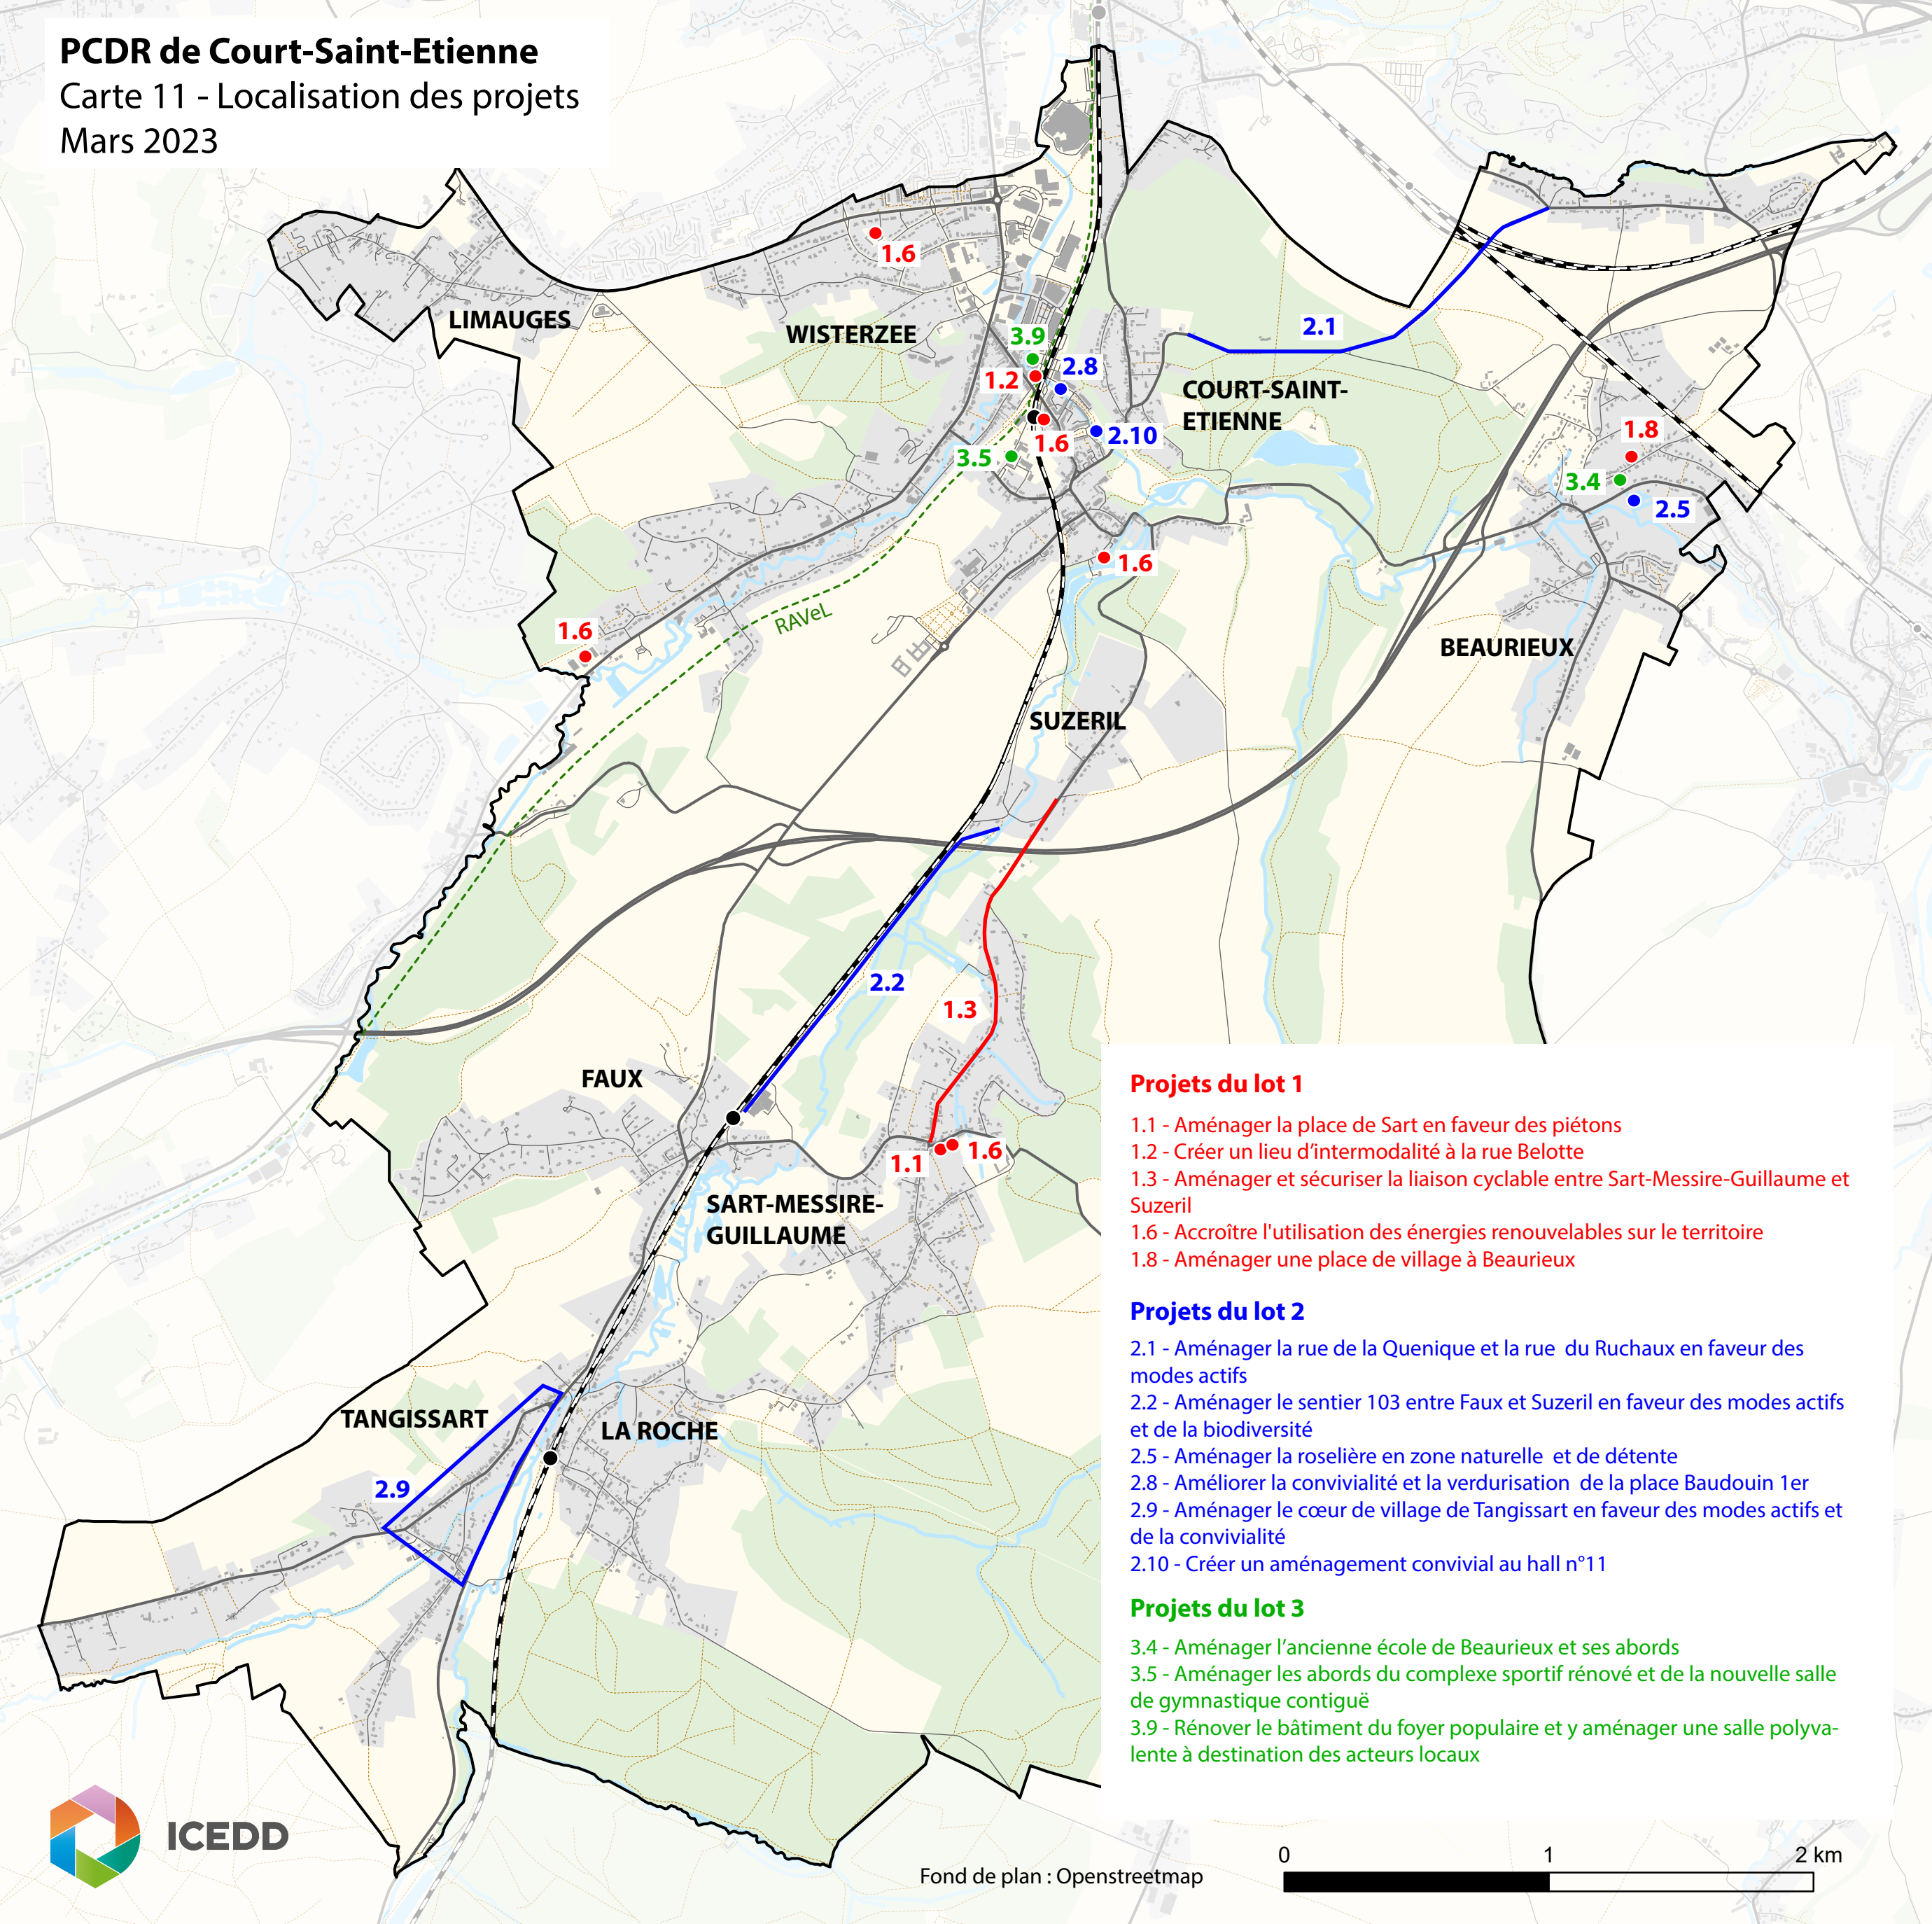 PCDR de Court-Saint-Etienne
Carte 11 - Localisation des projets
Mars 2023
1.6
LIMAUGES
WISTERZEE
2.1
3.9
2.8
1.2
COURT-SAINT-
ETIENNE
1.6
2.10
3.5
1.8
3.4
2.5
1.6
RAVeL
1.6
BEAURIEUX
SUZERIL
2.2
1.3
FAUX
1.1
1.6
SART-MESSIRE-
GUILLAUME
TANGISSART
LA ROCHE
2.9
Projets du lot 1
1.1 - Aménager la place de Sart en faveur des piétons
1.2 - Créer un lieu d’intermodalité à la rue Belotte
1.3 - Aménager et sécuriser la liaison cyclable entre Sart-Messire-Guillaume et
Suzeril
1.6 - Accroître l'utilisation des énergies renouvelables sur le territoire
1.8 - Aménager une place de village à Beaurieux
Projets du lot 2
2.1 - Aménager la rue de la Quenique et la rue  du Ruchaux en faveur des
modes actifs
2.2 - Aménager le sentier 103 entre Faux et Suzeril en faveur des modes actifs
et de la biodiversité
2.5 - Aménager la roselière en zone naturelle  et de détente
2.8 - Améliorer la convivialité et la verdurisation  de la place Baudouin 1er
2.9 - Aménager le cœur de village de Tangissart en faveur des modes actifs et
de la convivialité
2.10 - Créer un aménagement convivial au hall n°11
Projets du lot 3
3.4 - Aménager l’ancienne école de Beaurieux et ses abords
3.5 - Aménager les abords du complexe sportif rénové et de la nouvelle salle
de gymnastique contiguë
3.9 - Rénover le bâtiment du foyer populaire et y aménager une salle polyva-
lente à destination des acteurs locaux
ICEDD
Fond de plan : Openstreetmap
0 1 2 km